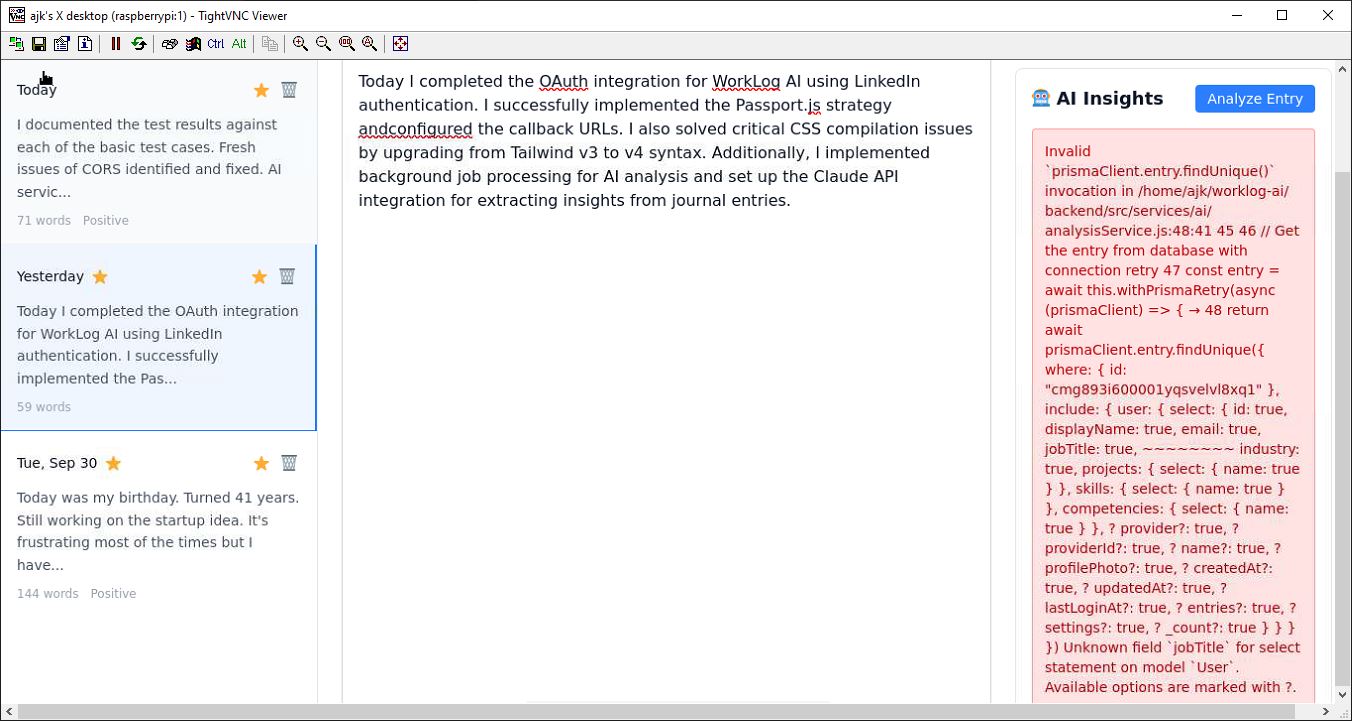 ajk's X desktop (raspberrypi:1) - TightVNC Viewer
Ctrl Alt
Today
I documented the test results against
each of the basic test cases. Fresh
issues of CORS identified and fixed. AI
servic...
71 words Positive
Yesterday
Today I completed the OAuth integration
for WorkLog AI using LinkedIn
authentication. I successfully
implemented the Pas...
59 words
Tue, Sep 30
Today was my birthday. Turned 41 years.
Still working on the startup idea. It's
frustrating most of the times but I
have...
144 words Positive
Today I completed the OAuth integration for WorkLog AI using LinkedIn
authentication. I successfully implemented the Passport.js strategy
andconfigured the callback URLs. I also solved critical CSS compilation issues
by upgrading from Tailwind v3 to v4 syntax. Additionally, I implemented
background job processing for AI analysis and set up the Claude API
integration for extracting insights from journal entries.
AI Insights
Analyze Entry
Invalid
`prismaClient.entry.findUnique()`
invocation in /home/ajk/worklog-ai/
backend/src/services/ai/
analysisService.js:48:41 45 46 // Get
the entry from database with
connection retry 47 const entry =
await this.withPrismaRetry(async
(prismaClient) => { → 48 return
await
prismaClient.entry.findUnique({
where: { id:
"cmg893i600001yqsvelvl8xq1" },
include: { user: { select: { id: true,
displayName: true, email: true,
jobTitle: true, ~~~~~~~~ industry:
true, projects: { select: { name: true
} }, skills: { select: { name: true }
}, competencies: { select: { name:
true } }, ? provider?: true, ?
providerId?: true, ? name?: true, ?
profilePhoto?: true, ? createdAt?:
true, ? updatedAt?: true, ?
lastLoginAt?: true, ? entries?: true, ?
settings?: true, ? _count?: true } } }
}) Unknown field `jobTitle` for select
statement on model `User`.
Available options are marked with ?.